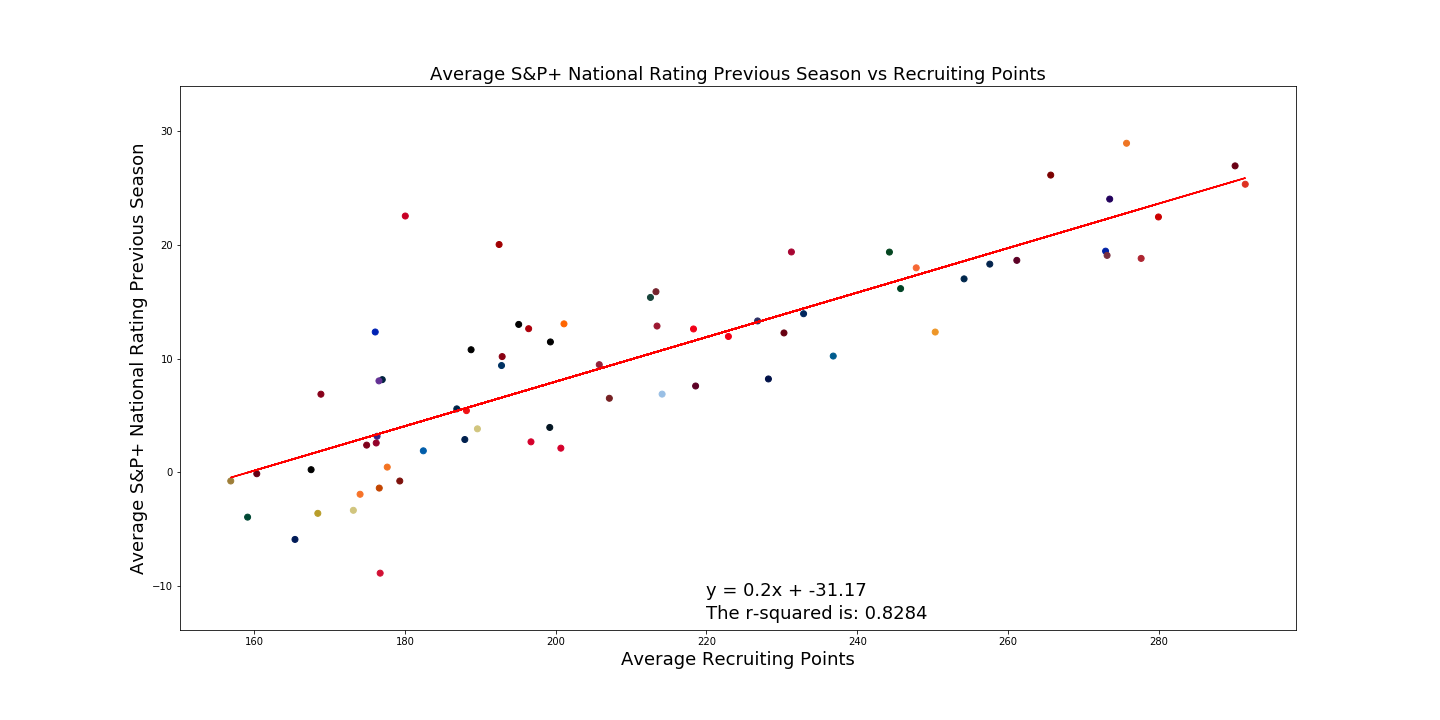 Average S&P+ National Rating Previous Season vs Recruiting Points
Average S&P+ National Rating Previous Season
30
20
10
0
−10
y = 0.2x + -31.17
The r-squared is: 0.8284
160 180 200 220 240 260 280
Average Recruiting Points